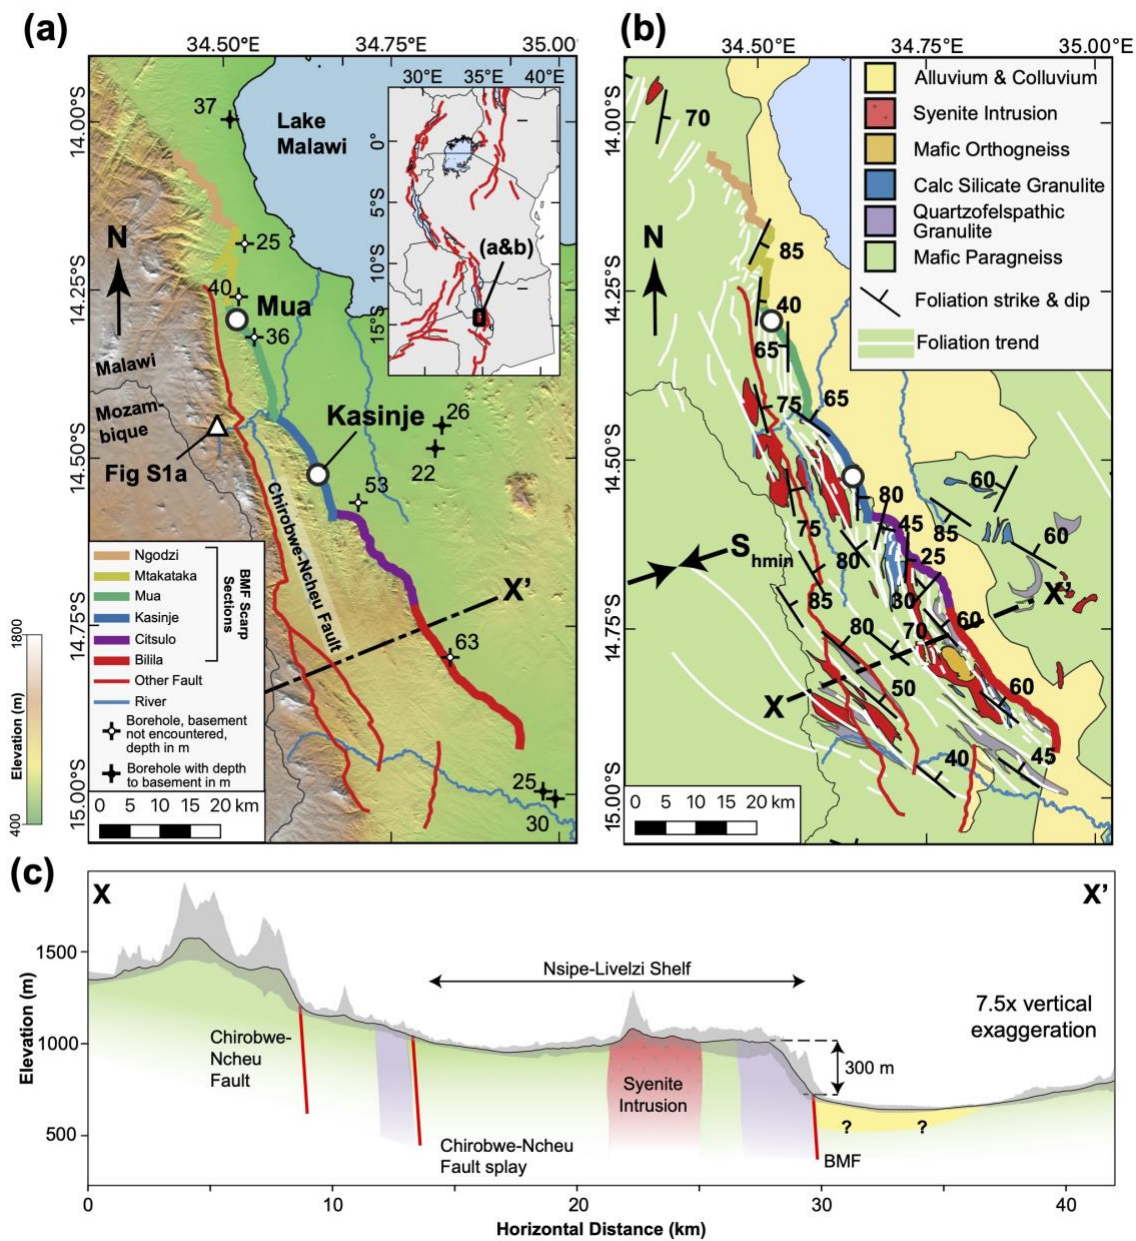 (a)
34.50°E
34.75°E
35.00°
14.00°S
14.25°S
14.50°S
14.75°S
15.00°S
37
Lake
Malawi
30°E
35°E
40°E
0°
5°S
10°S
15°S
(a&b)
N
25
40
Mua
36
Malawi
Mozam-
bique
Kasinje
26
22
Fig S1a
53
Chirobwe-Ncheu Fault
X'
63
25
30
Ngodzi
Mtakataka
Mua
Kasinje
Citsulo
Bilila
BMF Scarp
Sections
Other Fault
River
Borehole, basement
not encountered,
depth in m
Borehole with depth
to basement in m
0 5 10 15 20 km
1800
Elevation (m)
400
(b)
34.50°E
34.75°E
35.00°E
14.00°S
14.25°S
14.50°S
14.75°S
15.00°S
Alluvium & Colluvium
Syenite Intrusion
Mafic Orthogneiss
Calc Silicate Granulite
Quartzofelspathic
Granulite
Mafic Paragneiss
Foliation strike & dip
Foliation trend
70
N
85
40
65
75
65
60
80
75
45
85
60
80
25
Shmin
85
30
X'
80
70
60
X
50
60
40
45
0 5 10 15 20 km
(c)
X
X'
1500
1000
500
Elevation (m)
Nsipe-Livelzi Shelf
7.5x vertical
exaggeration
Chirobwe-
Ncheu
Fault
300 m
Syenite
Intrusion
? ?
Chirobwe-Ncheu
Fault splay
BMF
0 10 20 30 40
Horizontal Distance (km)